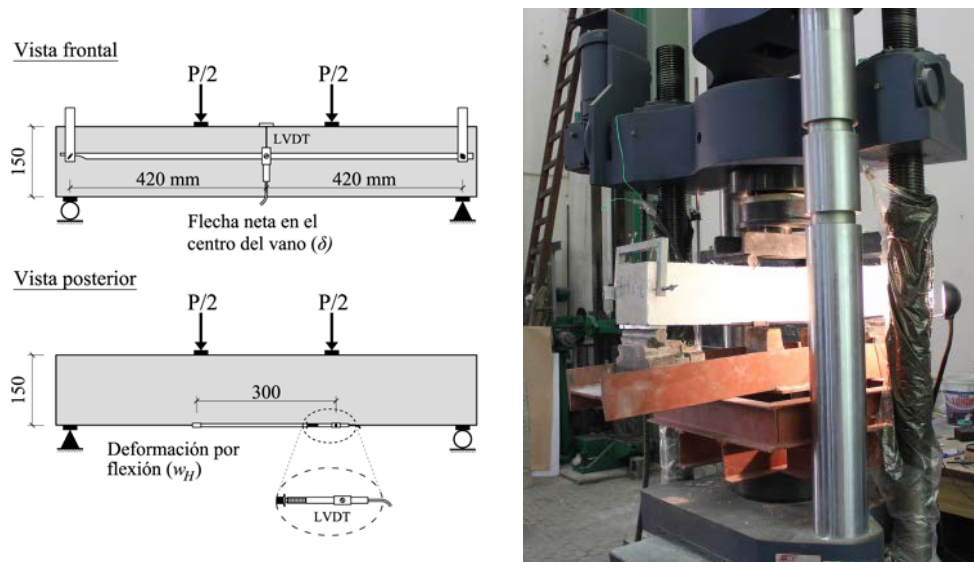 Vista frontal
P/2
P/2
LVDT
150
420 mm
420 mm
Flecha neta en el
centro del vano (δ)
Vista posterior
P/2
P/2
150
300
Deformación por
flexión (w_H)
LVDT